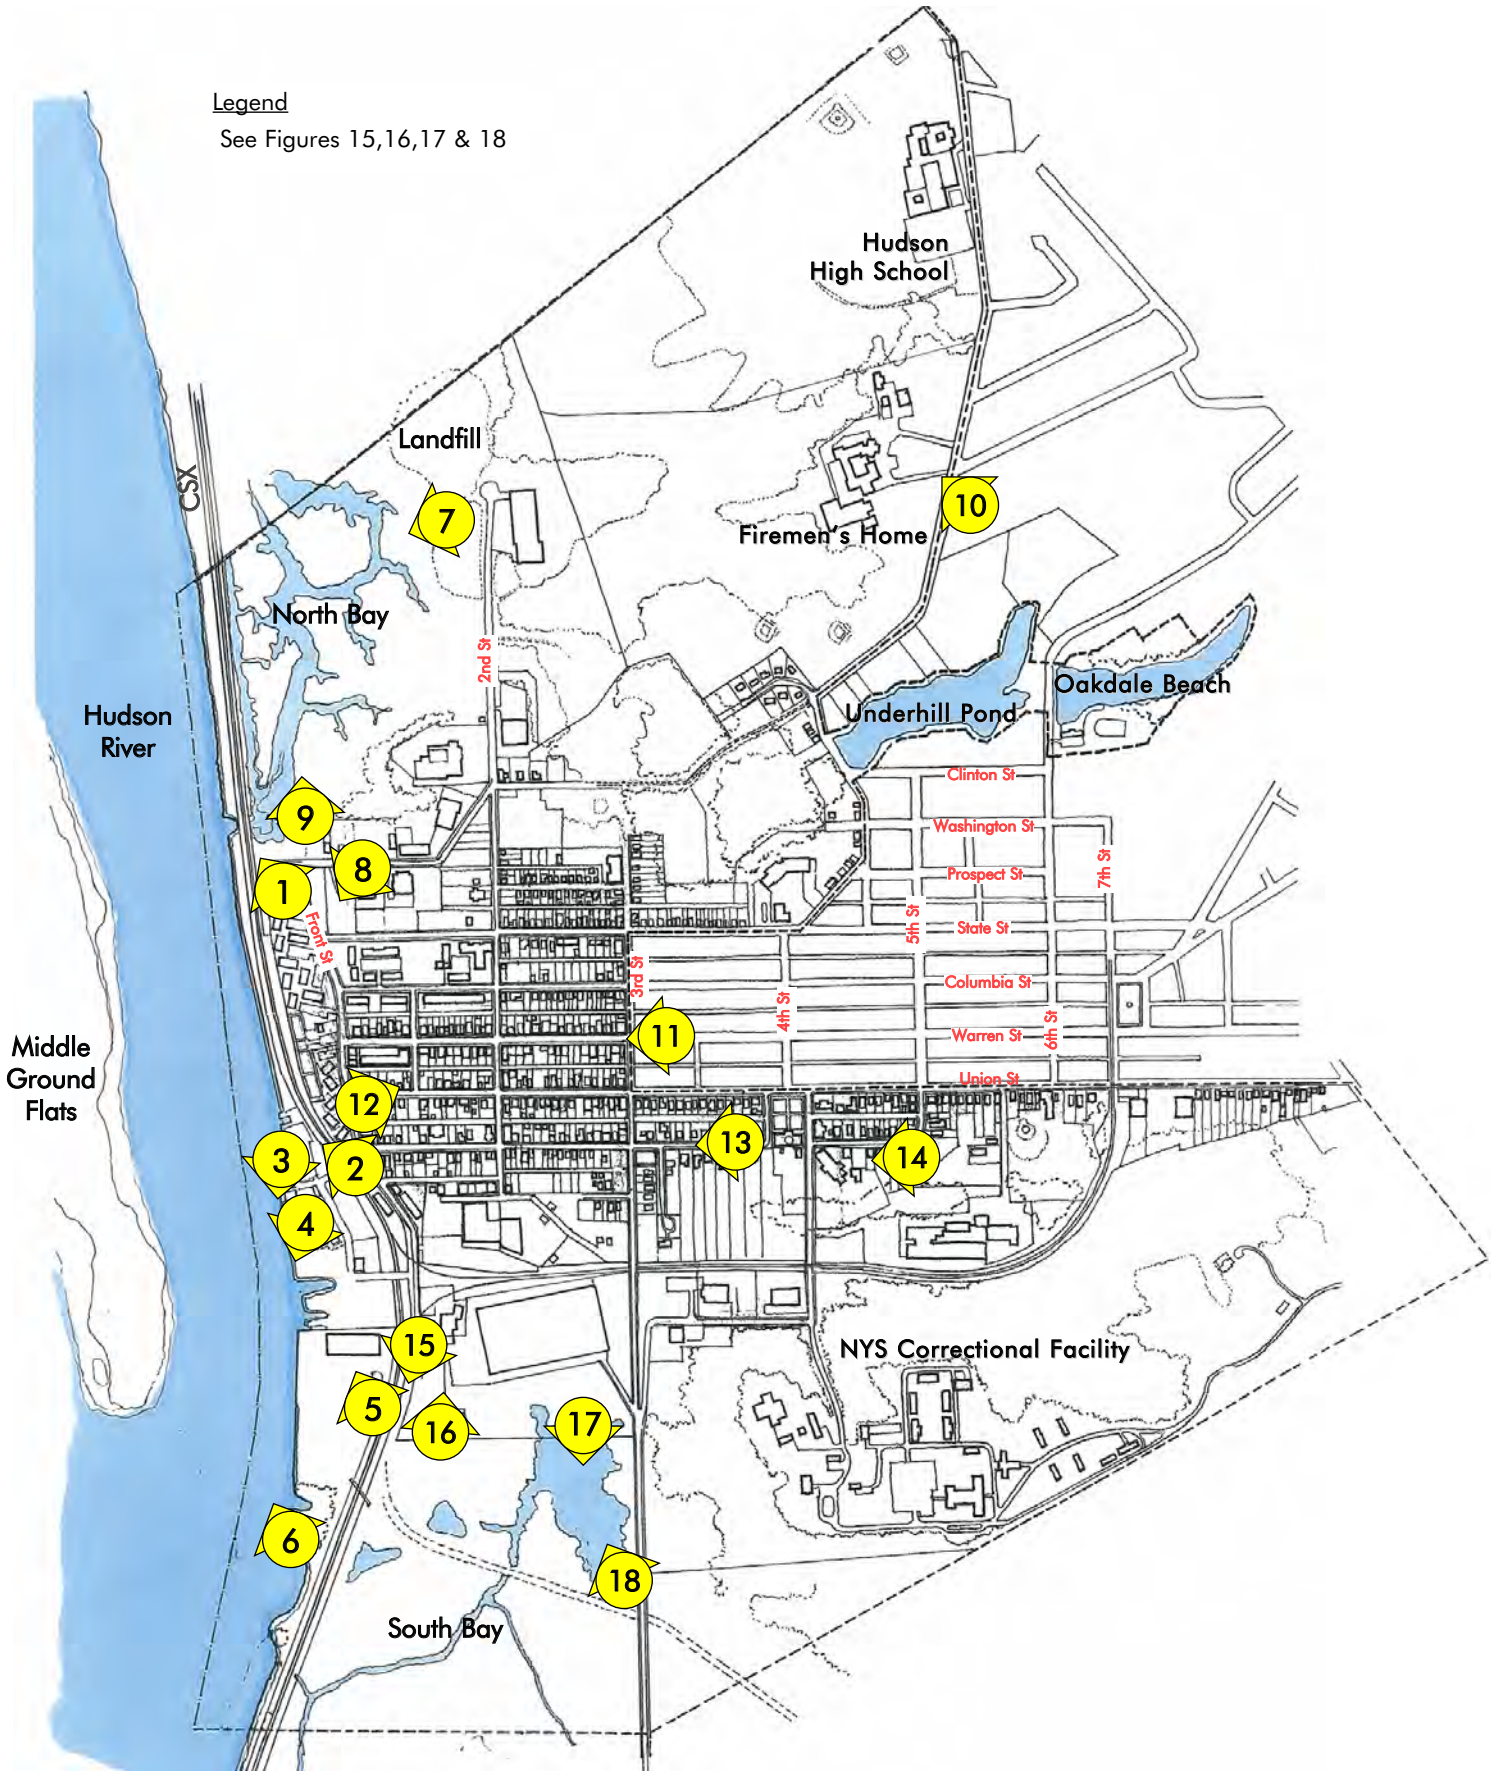 Legend
See Figures 15,16,17 & 18
Hudson
High School
Landfill
CSX
7
10
Firemen's Home
North Bay
2nd St
Oakdale Beach
Hudson
River
Underhill Pond
Clinton St
9
Washington St
8
7th St
Prospect St
1
Front St
5th St
State St
3rd St
Columbia St
4th St
6th St
11
Warren St
Middle
Ground
Flats
Union St
12
13
3
2
14
4
15
NYS Correctional Facility
5
16
17
6
18
South Bay